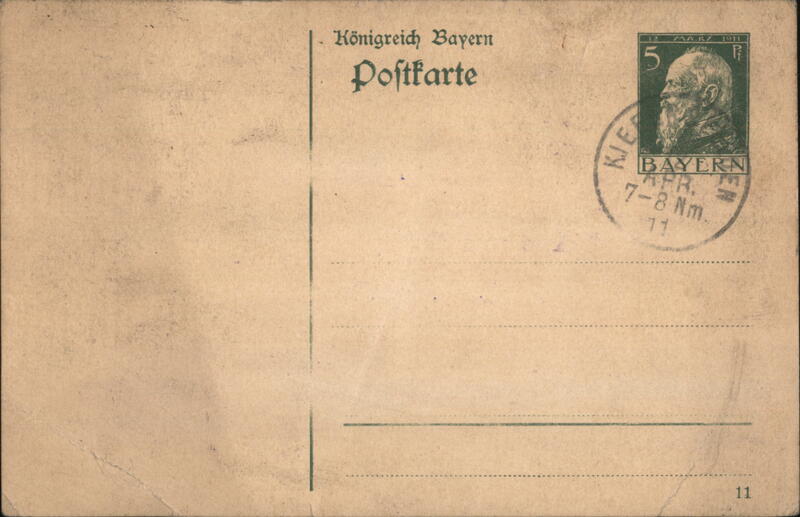 Königreich Bayern
Postkarte
12. MÄRZ 1911
5 Pf
BAYERN
APR.
7-8 Nm.
11
11